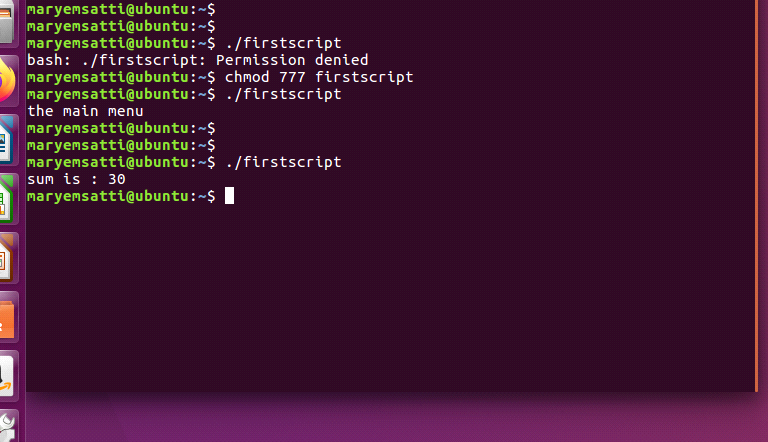 maryemsatti@ubuntu:~$
maryemsatti@ubuntu:~$
maryemsatti@ubuntu:~$ ./firstscript
bash: ./firstscript: Permission denied
maryemsatti@ubuntu:~$ chmod 777 firstscript
maryemsatti@ubuntu:~$ ./firstscript
the main menu
maryemsatti@ubuntu:~$
maryemsatti@ubuntu:~$
maryemsatti@ubuntu:~$ ./firstscript
sum is : 30
maryemsatti@ubuntu:~$